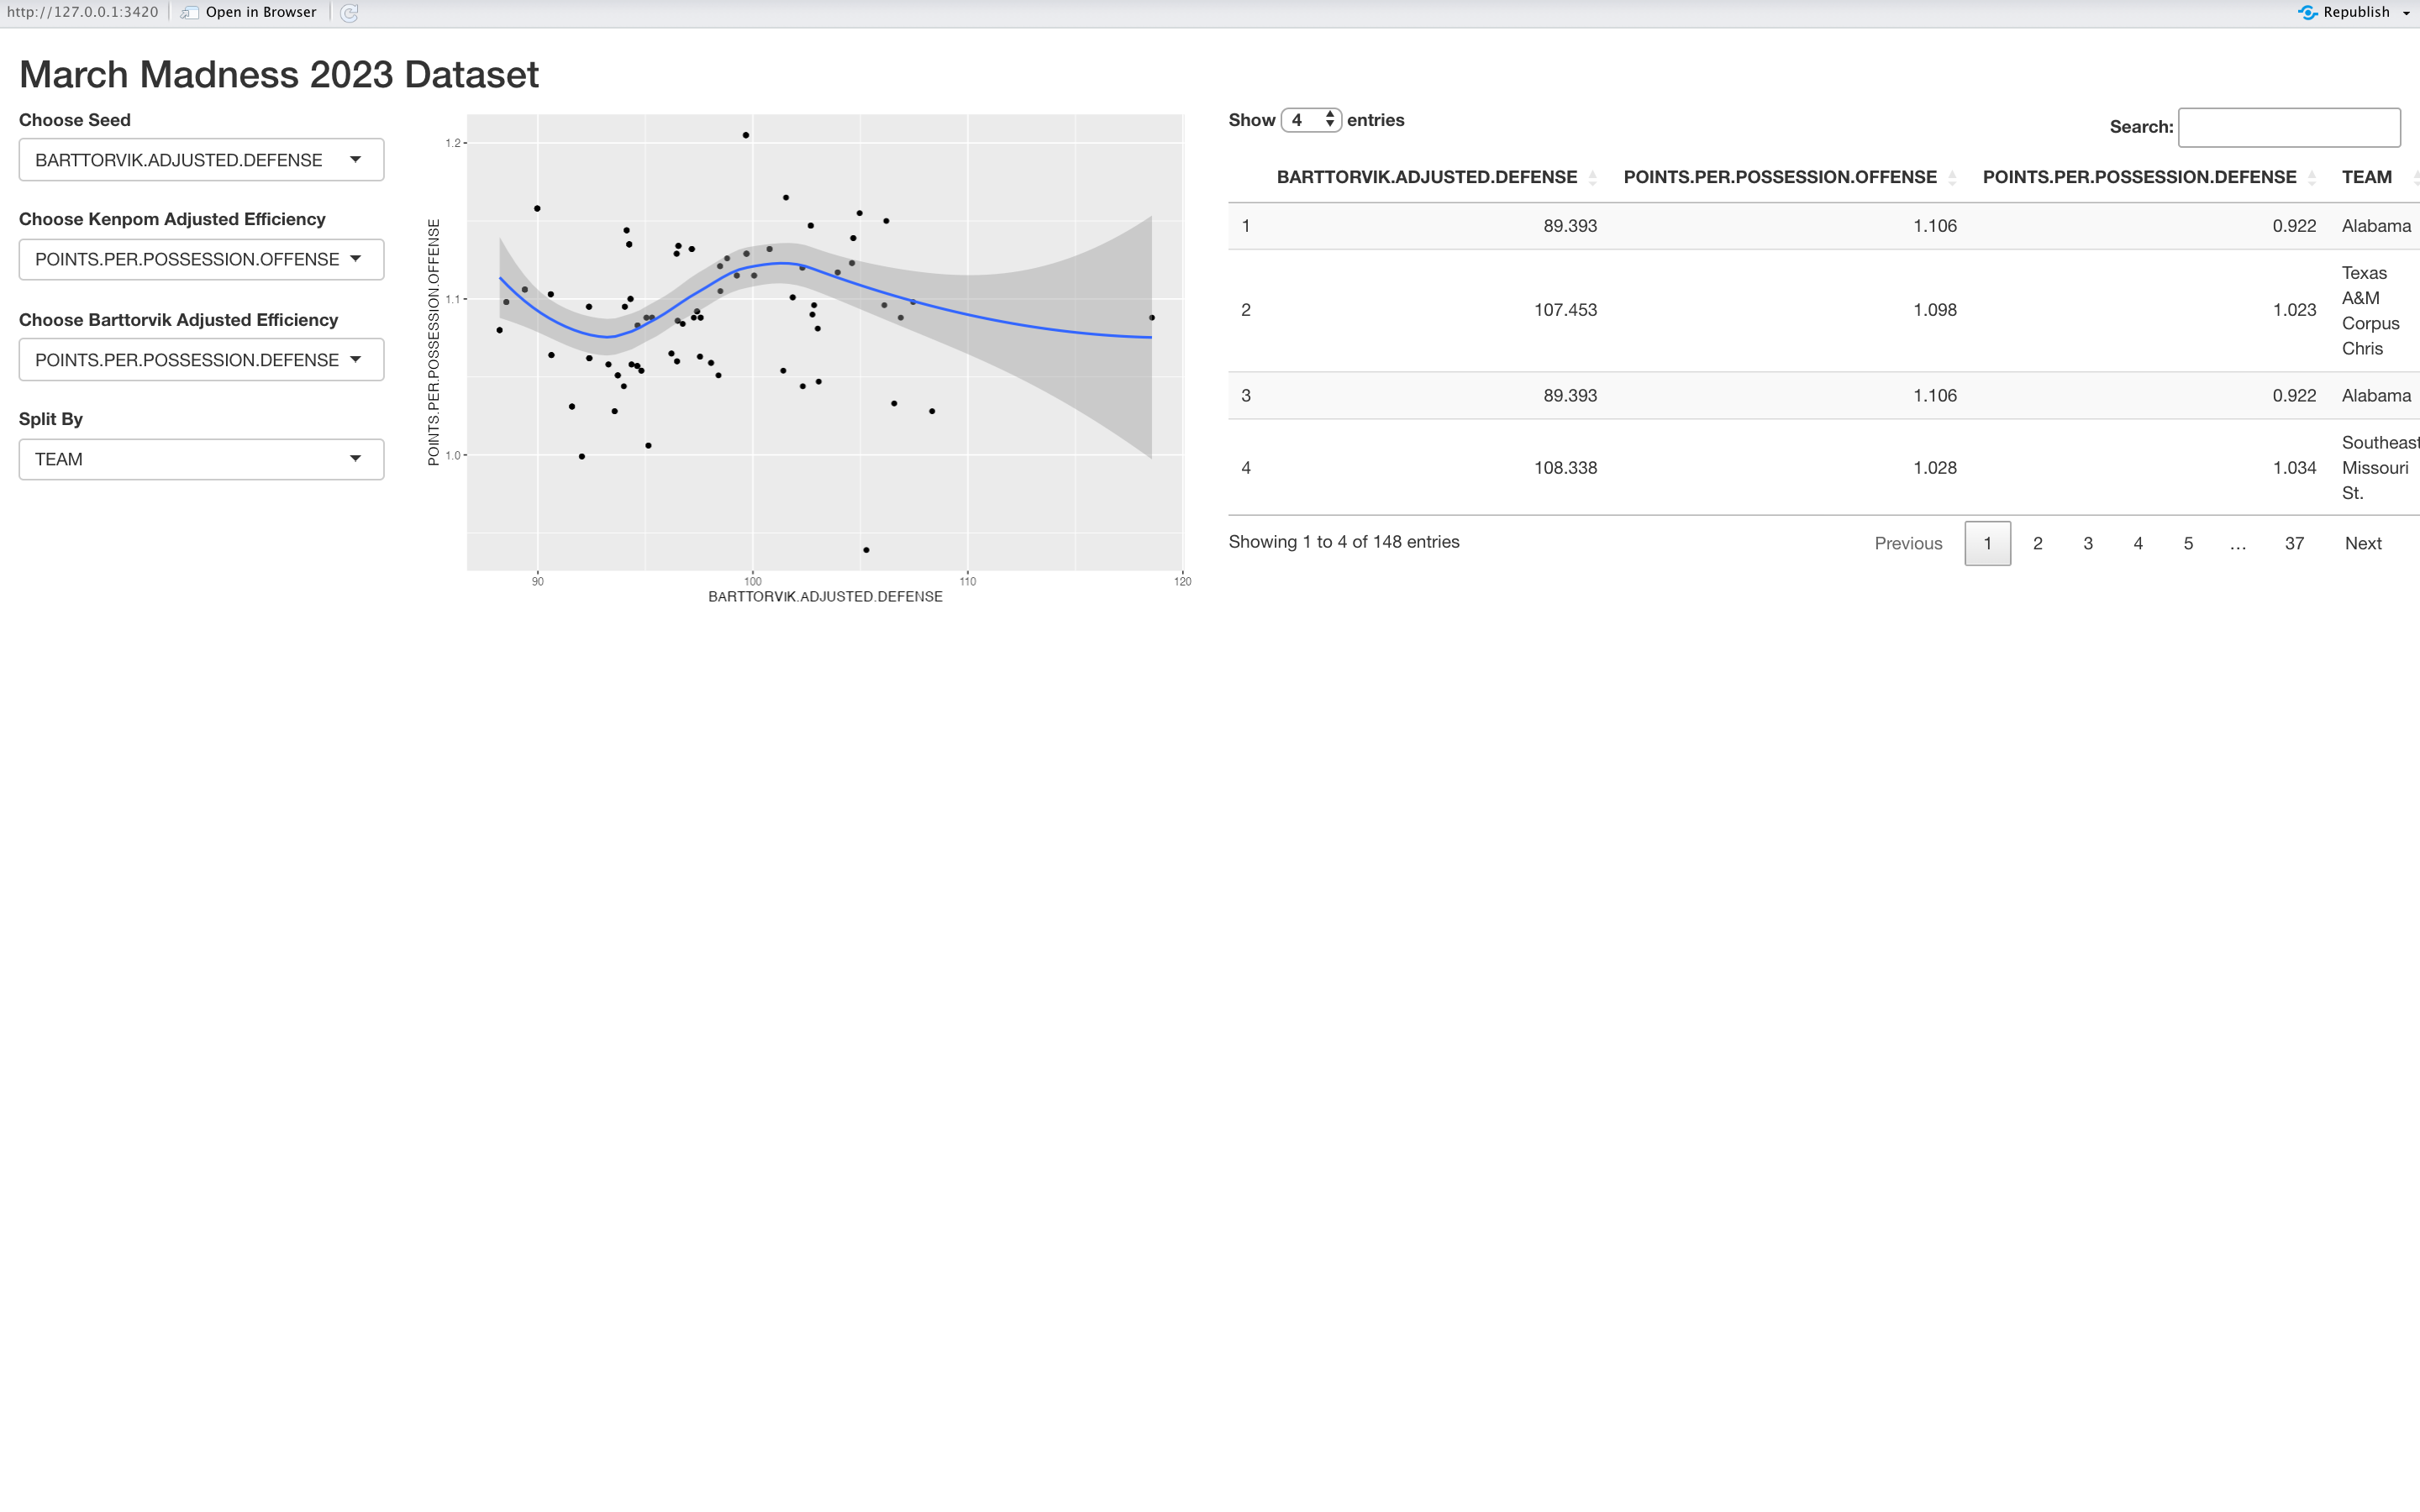 http://127.0.0.1:3420 Open in Browser Republish
March Madness 2023 Dataset
Choose Seed
BARTTORVIK.ADJUSTED.DEFENSE
Choose Kenpom Adjusted Efficiency
POINTS.PER.POSSESSION.OFFENSE
Choose Barttorvik Adjusted Efficiency
POINTS.PER.POSSESSION.DEFENSE
Split By
TEAM
POINTS.PER.POSSESSION.OFFENSE
1.2
1.1
1.0
90 100 110 120
BARTTORVIK.ADJUSTED.DEFENSE
Show 4 entries
Search:
BARTTORVIK.ADJUSTED.DEFENSE POINTS.PER.POSSESSION.OFFENSE POINTS.PER.POSSESSION.DEFENSE TEAM
1 89.393 1.106 0.922 Alabama
2 107.453 1.098 1.023 Texas
A&M
Corpus
Chris
3 89.393 1.106 0.922 Alabama
4 108.338 1.028 1.034 Southeast
Missouri
St.
Showing 1 to 4 of 148 entries
Previous 1 2 3 4 5 … 37 Next